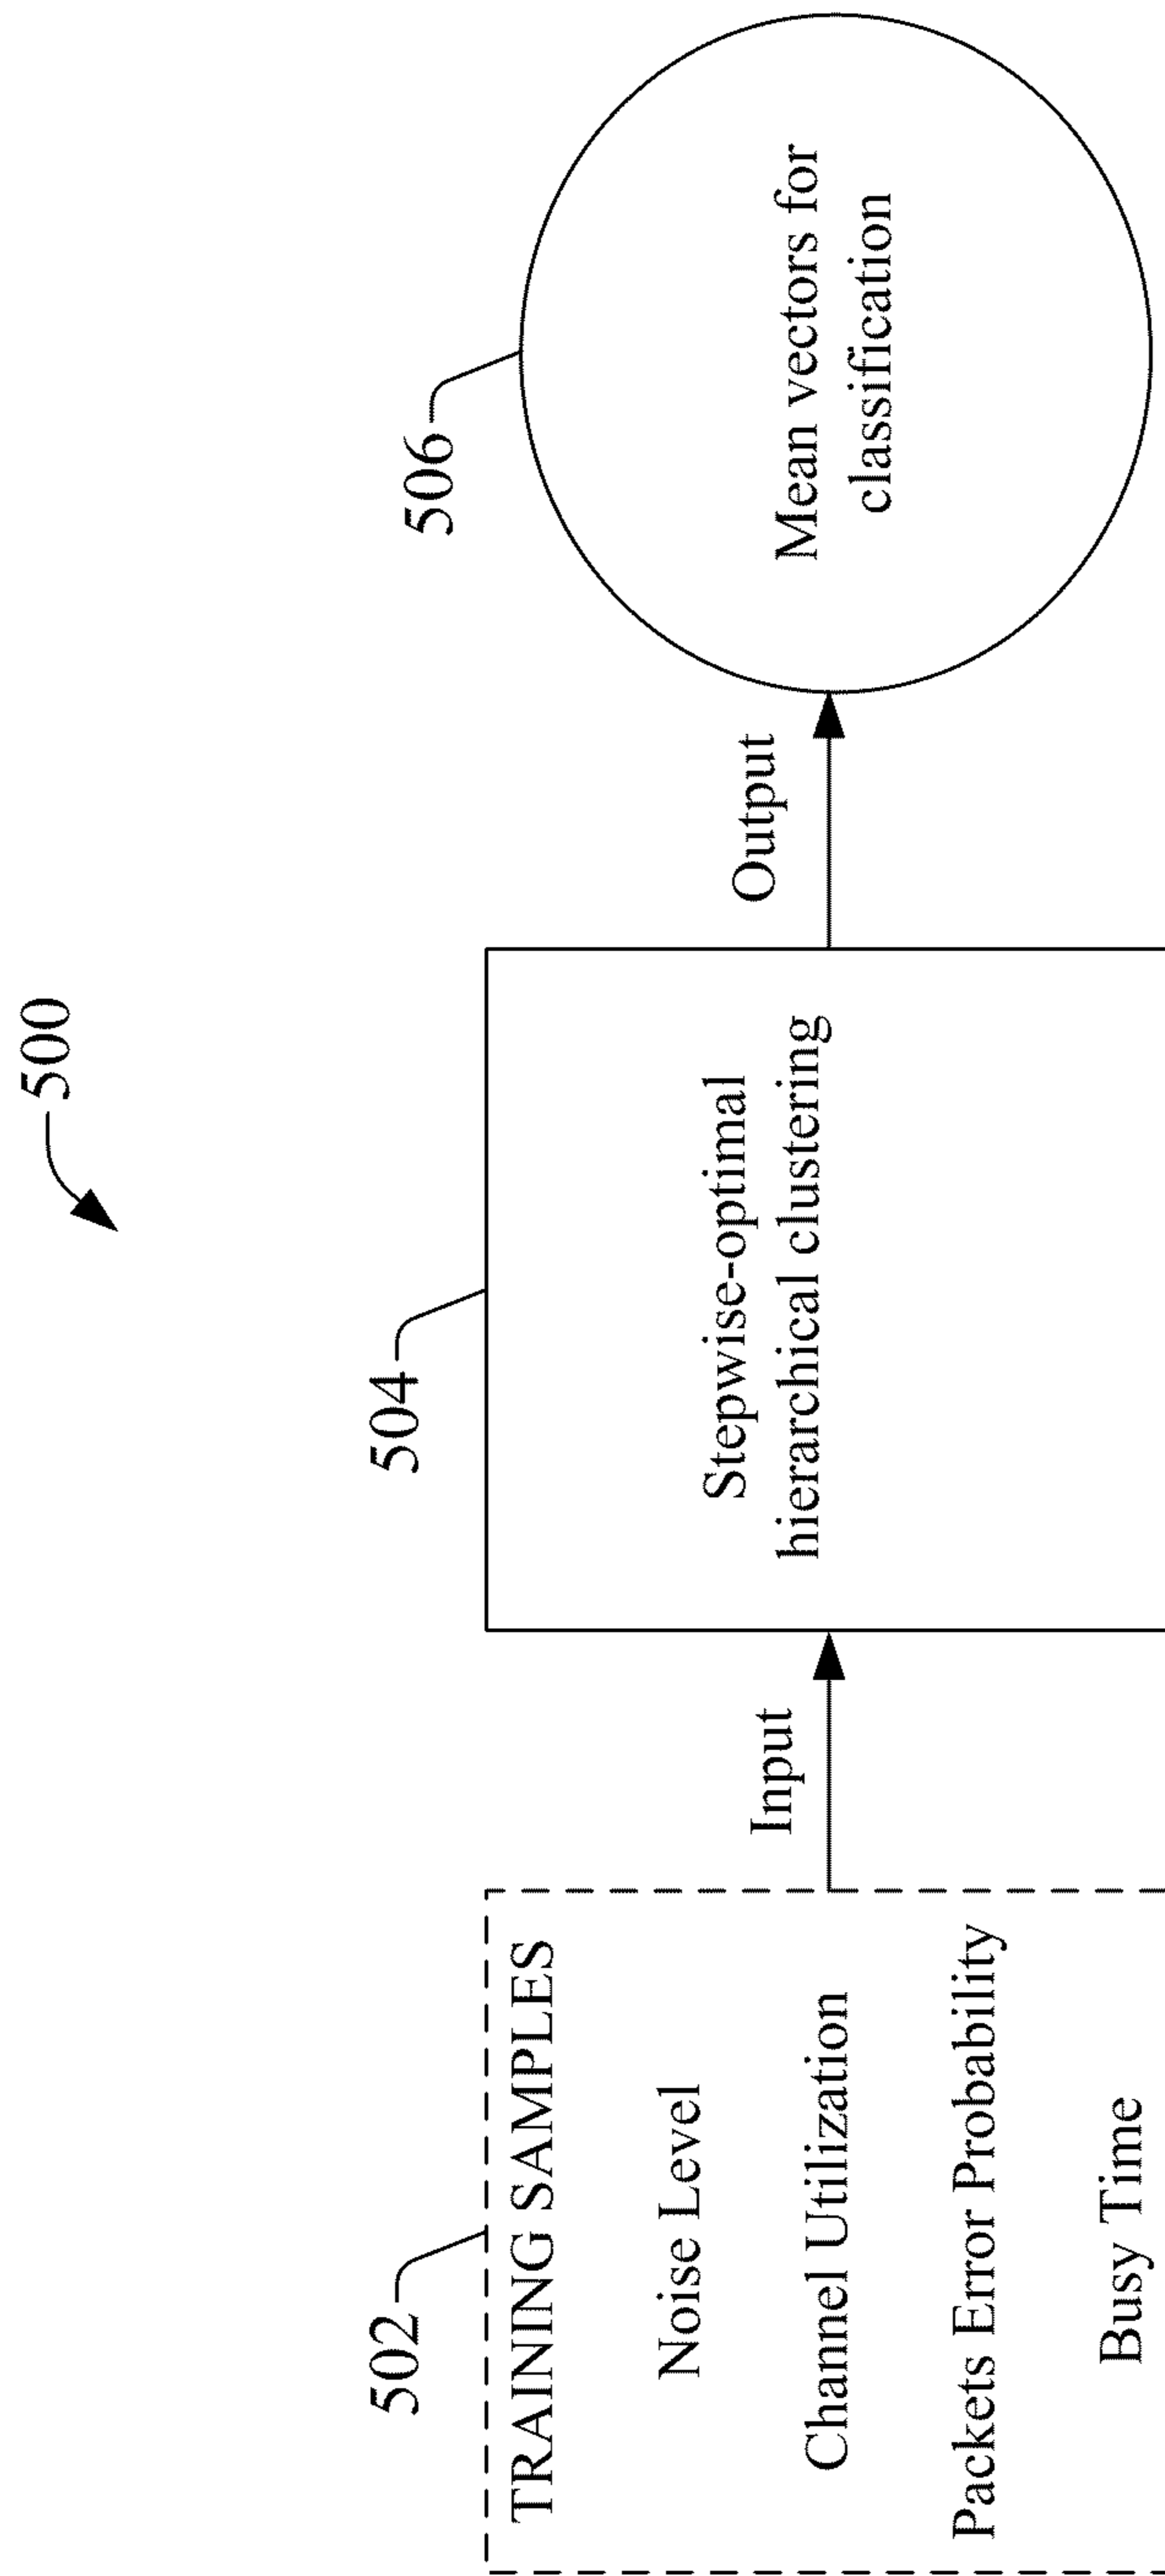 500
502
TRAINING SAMPLES
Noise Level
Channel Utilization
Packets Error Probability
Busy Time
Input
504
Stepwise-optimal
hierarchical clustering
Output
506
Mean vectors for
classification